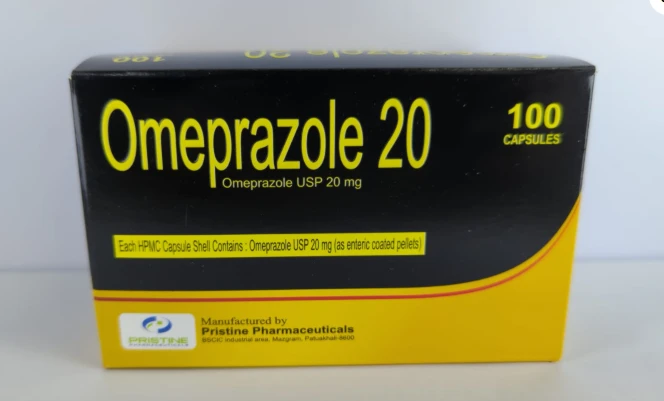 Omeprazole 20
100
CAPSULES
Omeprazole USP 20 mg
Each HPMC Capsule Shell Contains : Omeprazole USP 20 mg (as enteric coated pellets)
PRISTINE
PHARMACEUTICALS
Manufactured by
Pristine Pharmaceuticals
BSCIC industrial area, Mazgram, Patuakhali-8600